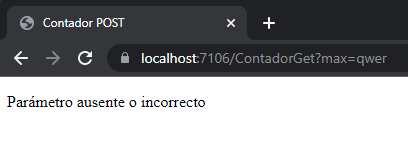 Contador POST
localhost:7106/ContadorGet?max=qwer
Parámetro ausente o incorrecto